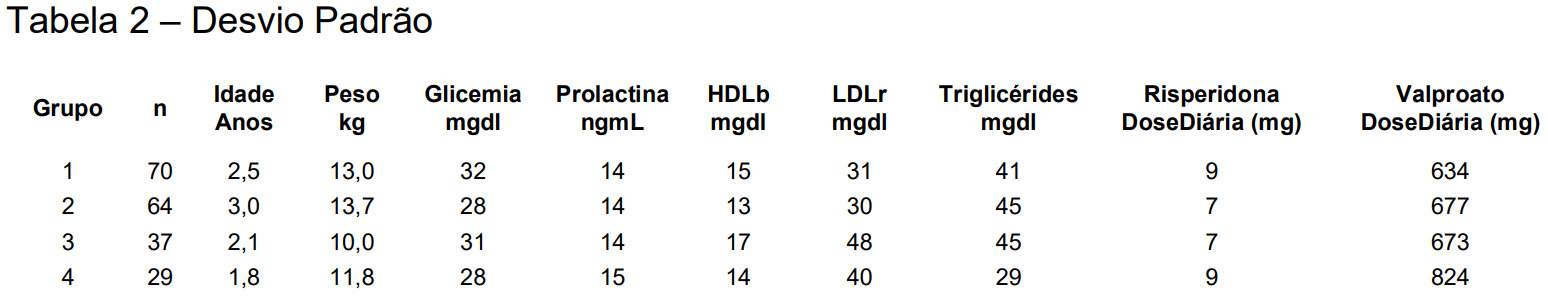 Tabela 2 – Desvio Padrão
Grupo n Idade Anos Peso kg Glicemia mgdl Prolactina ngmL HDLb mgdl LDLr mgdl Triglicérides mgdl Risperidona DoseDiária (mg) Valproato DoseDiária (mg)
1 70 2,5 13,0 32 14 15 31 41 9 634
2 64 3,0 13,7 28 14 13 30 45 7 677
3 37 2,1 10,0 31 14 17 48 45 7 673
4 29 1,8 11,8 28 15 14 40 29 9 824